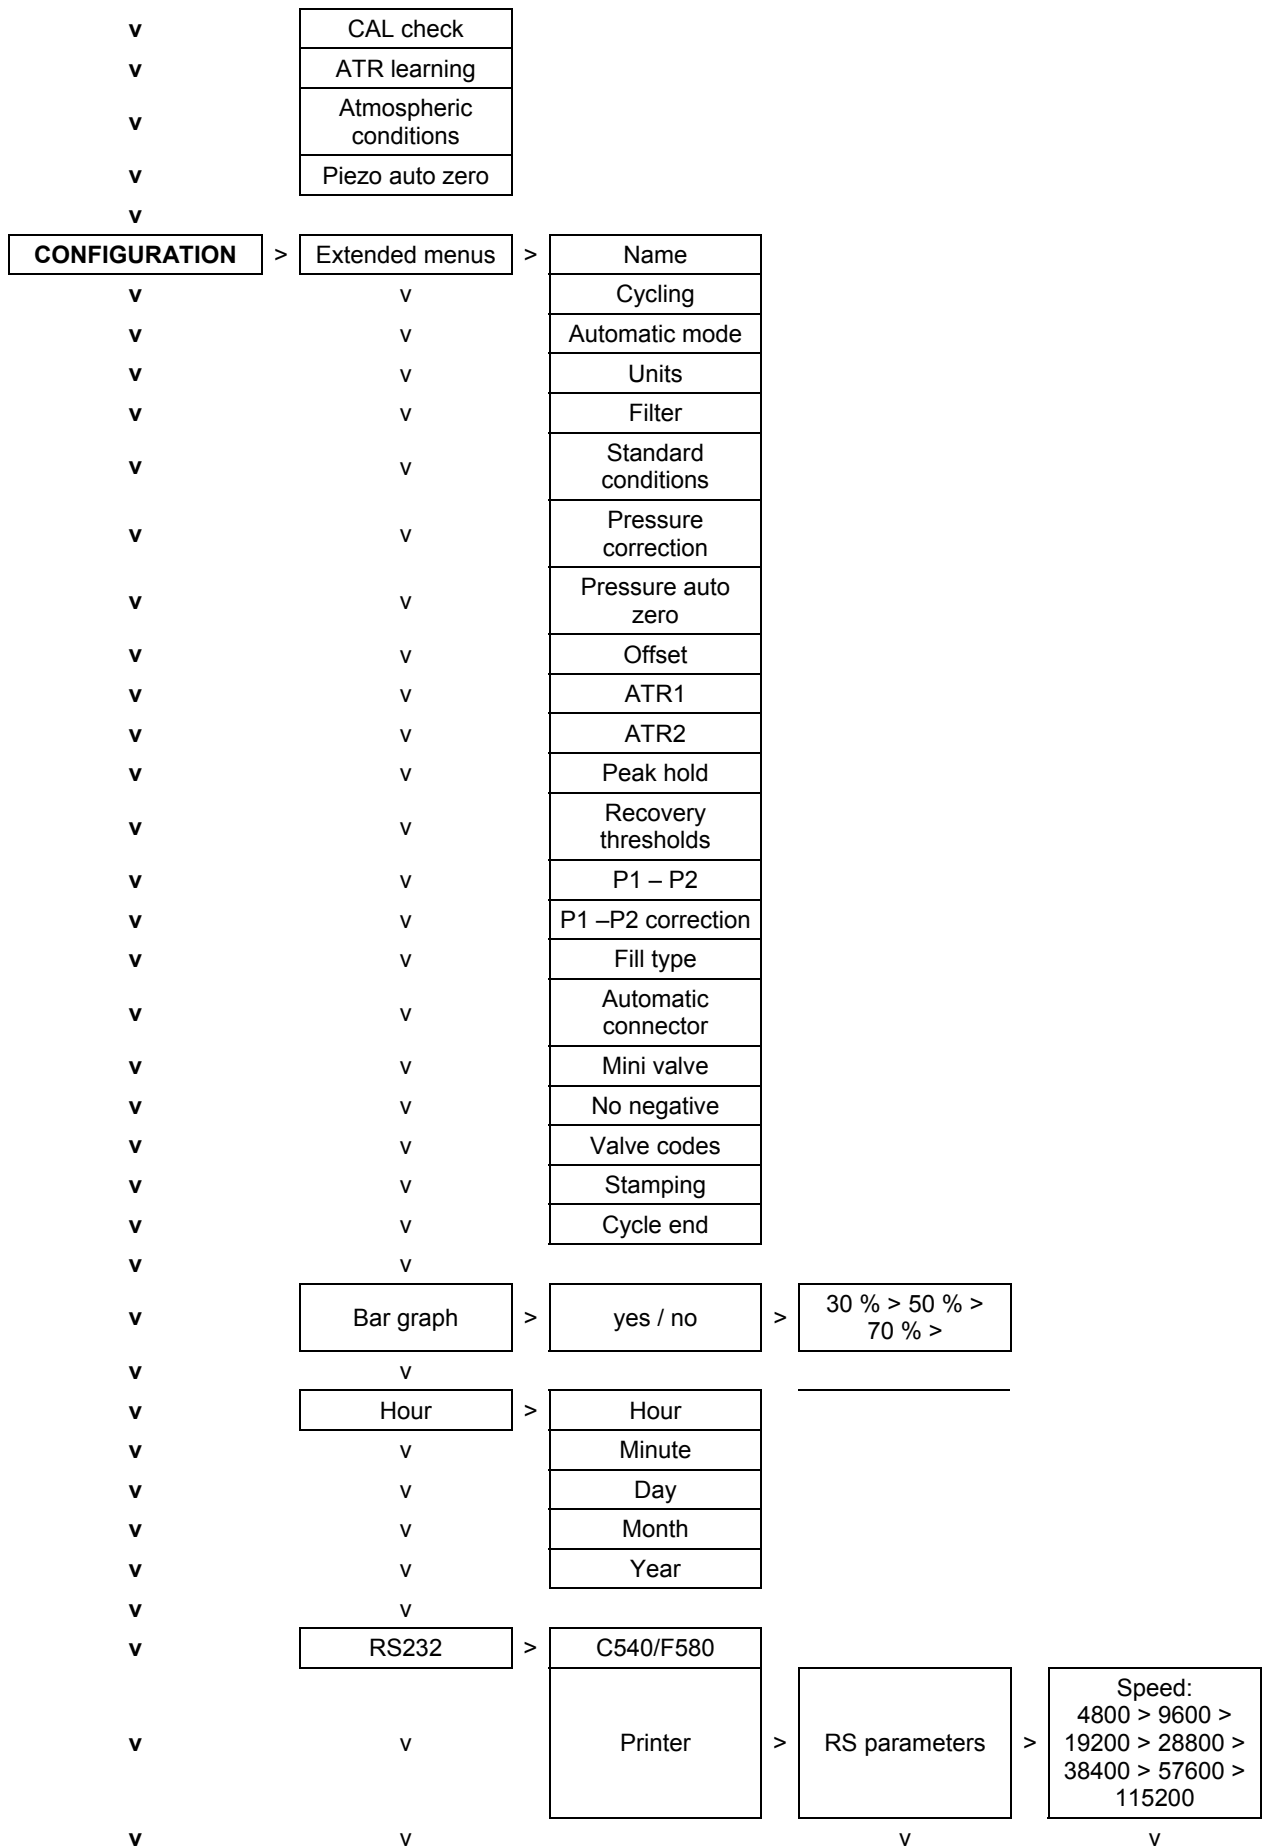 v CAL check
v ATR learning
v Atmospheric
conditions
v Piezo auto zero
v
CONFIGURATION > Extended menus > Name
v v Cycling
v v Automatic mode
v v Units
v v Filter
v v Standard
conditions
v v Pressure
correction
v v Pressure auto
zero
v v Offset
v v ATR1
v v ATR2
v v Peak hold
v v Recovery
thresholds
v v P1 – P2
v v P1 –P2 correction
v v Fill type
v v Automatic
connector
v v Mini valve
v v No negative
v v Valve codes
v v Stamping
v v Cycle end
v v
v Bar graph > yes / no > 30 % > 50 % >
70 % >
v v
v Hour > Hour
v v Minute
v v Day
v v Month
v v Year
v v
v RS232 > C540/F580
v v Printer > RS parameters > Speed:
4800 > 9600 >
19200 > 28800 >
38400 > 57600 >
115200
v v v v